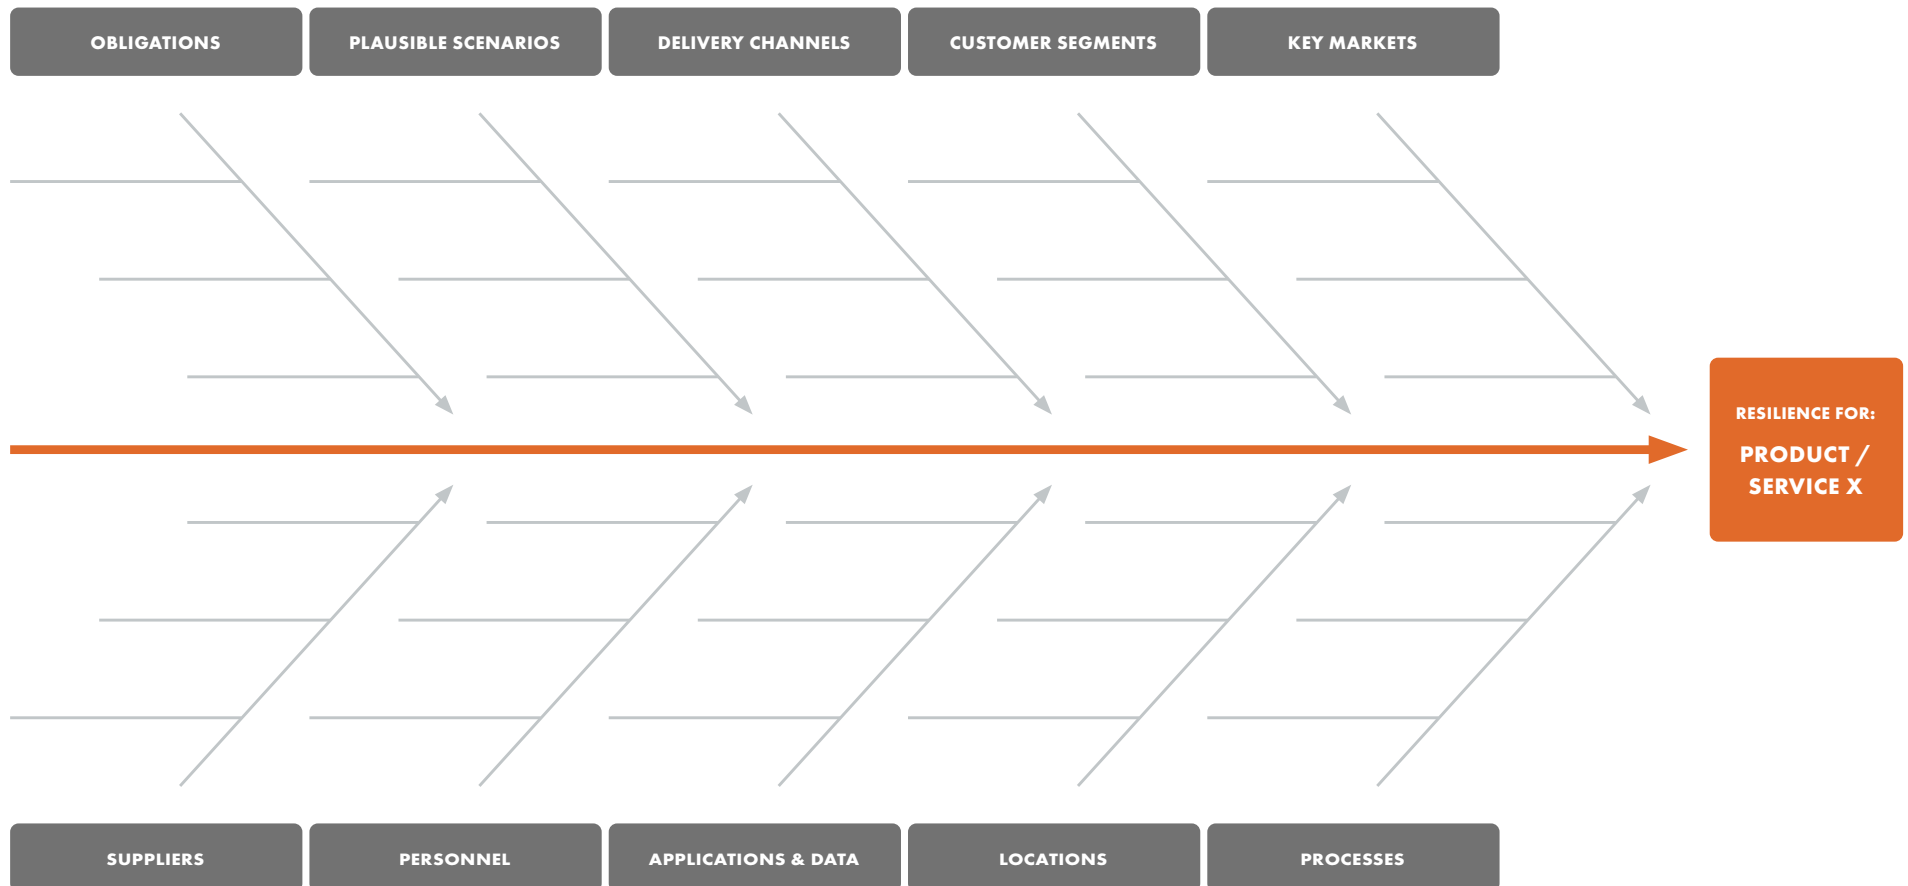 OBLIGATIONS
PLAUSIBLE SCENARIOS
DELIVERY CHANNELS
CUSTOMER SEGMENTS
KEY MARKETS
RESILIENCE FOR:
PRODUCT /
SERVICE X
SUPPLIERS
PERSONNEL
APPLICATIONS & DATA
LOCATIONS
PROCESSES